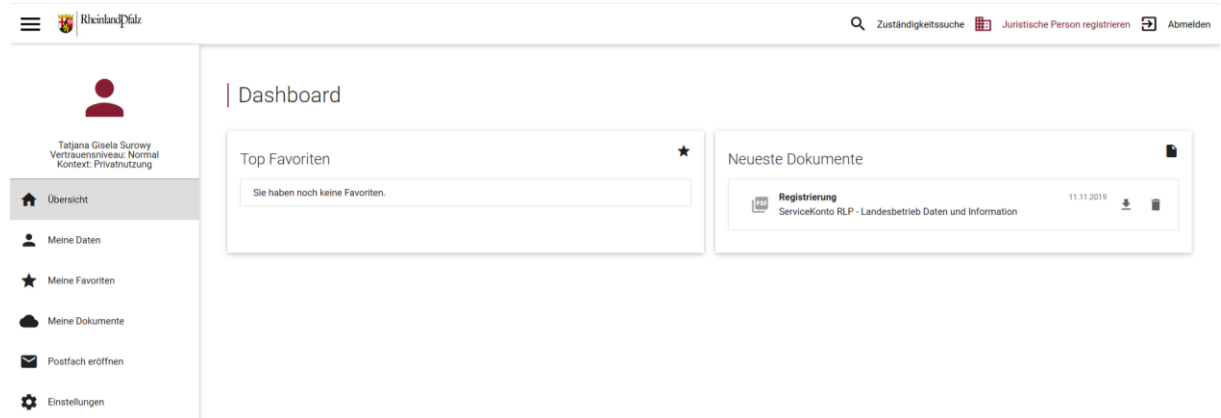 RheinlandPfalz
Zuständigkeitssuche
Juristische Person registrieren
Abmelden
Tatjana Gisela Surowy
Vertrauensniveau: Normal
Kontext: Privatnutzung
Übersicht
Meine Daten
Meine Favoriten
Meine Dokumente
Postfach eröffnen
Einstellungen
Dashboard
Top Favoriten
Sie haben noch keine Favoriten.
Neueste Dokumente
PDF
Registrierung
11.11.2019
ServiceKonto RLP - Landesbetrieb Daten und Information